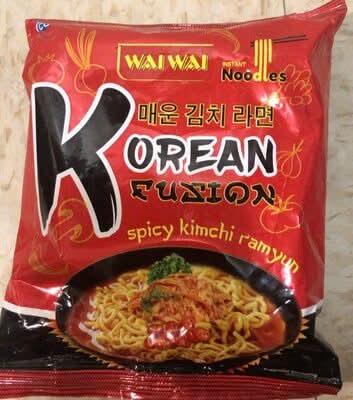 WAI WAI
INSTANT
Noodles
매운 김치 라면
KOREAN
FUSION
spicy kimchi ramyun